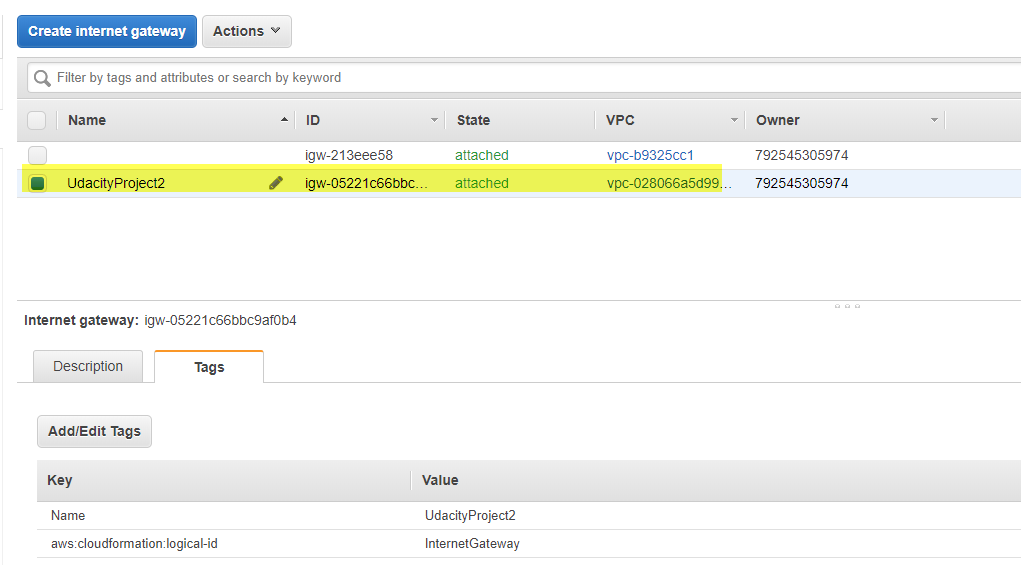 Create internet gateway Actions
Filter by tags and attributes or search by keyword
Name ID State VPC Owner
igw-213eee58 attached vpc-b9325cc1 792545305974
UdacityProject2 igw-05221c66bbc... attached vpc-028066a5d99... 792545305974
Internet gateway: igw-05221c66bbc9af0b4
Description Tags
Add/Edit Tags
Key Value
Name UdacityProject2
aws:cloudformation:logical-id InternetGateway